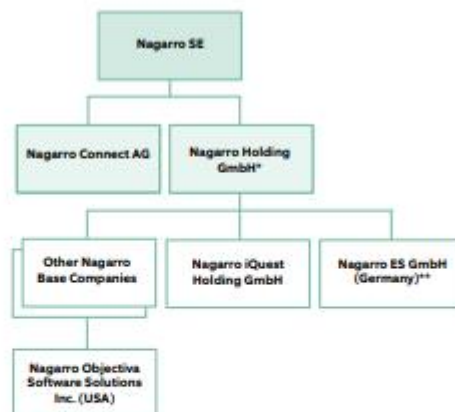 Nagarro SE
Nagarro Connect AG
Nagarro Holding
GmbH*
Other Nagarro
Base Companies
Nagarro iQuest
Holding GmbH
Nagarro ES GmbH
(Germany)**
Nagarro Objectiva
Software Solutions
Inc. (USA)